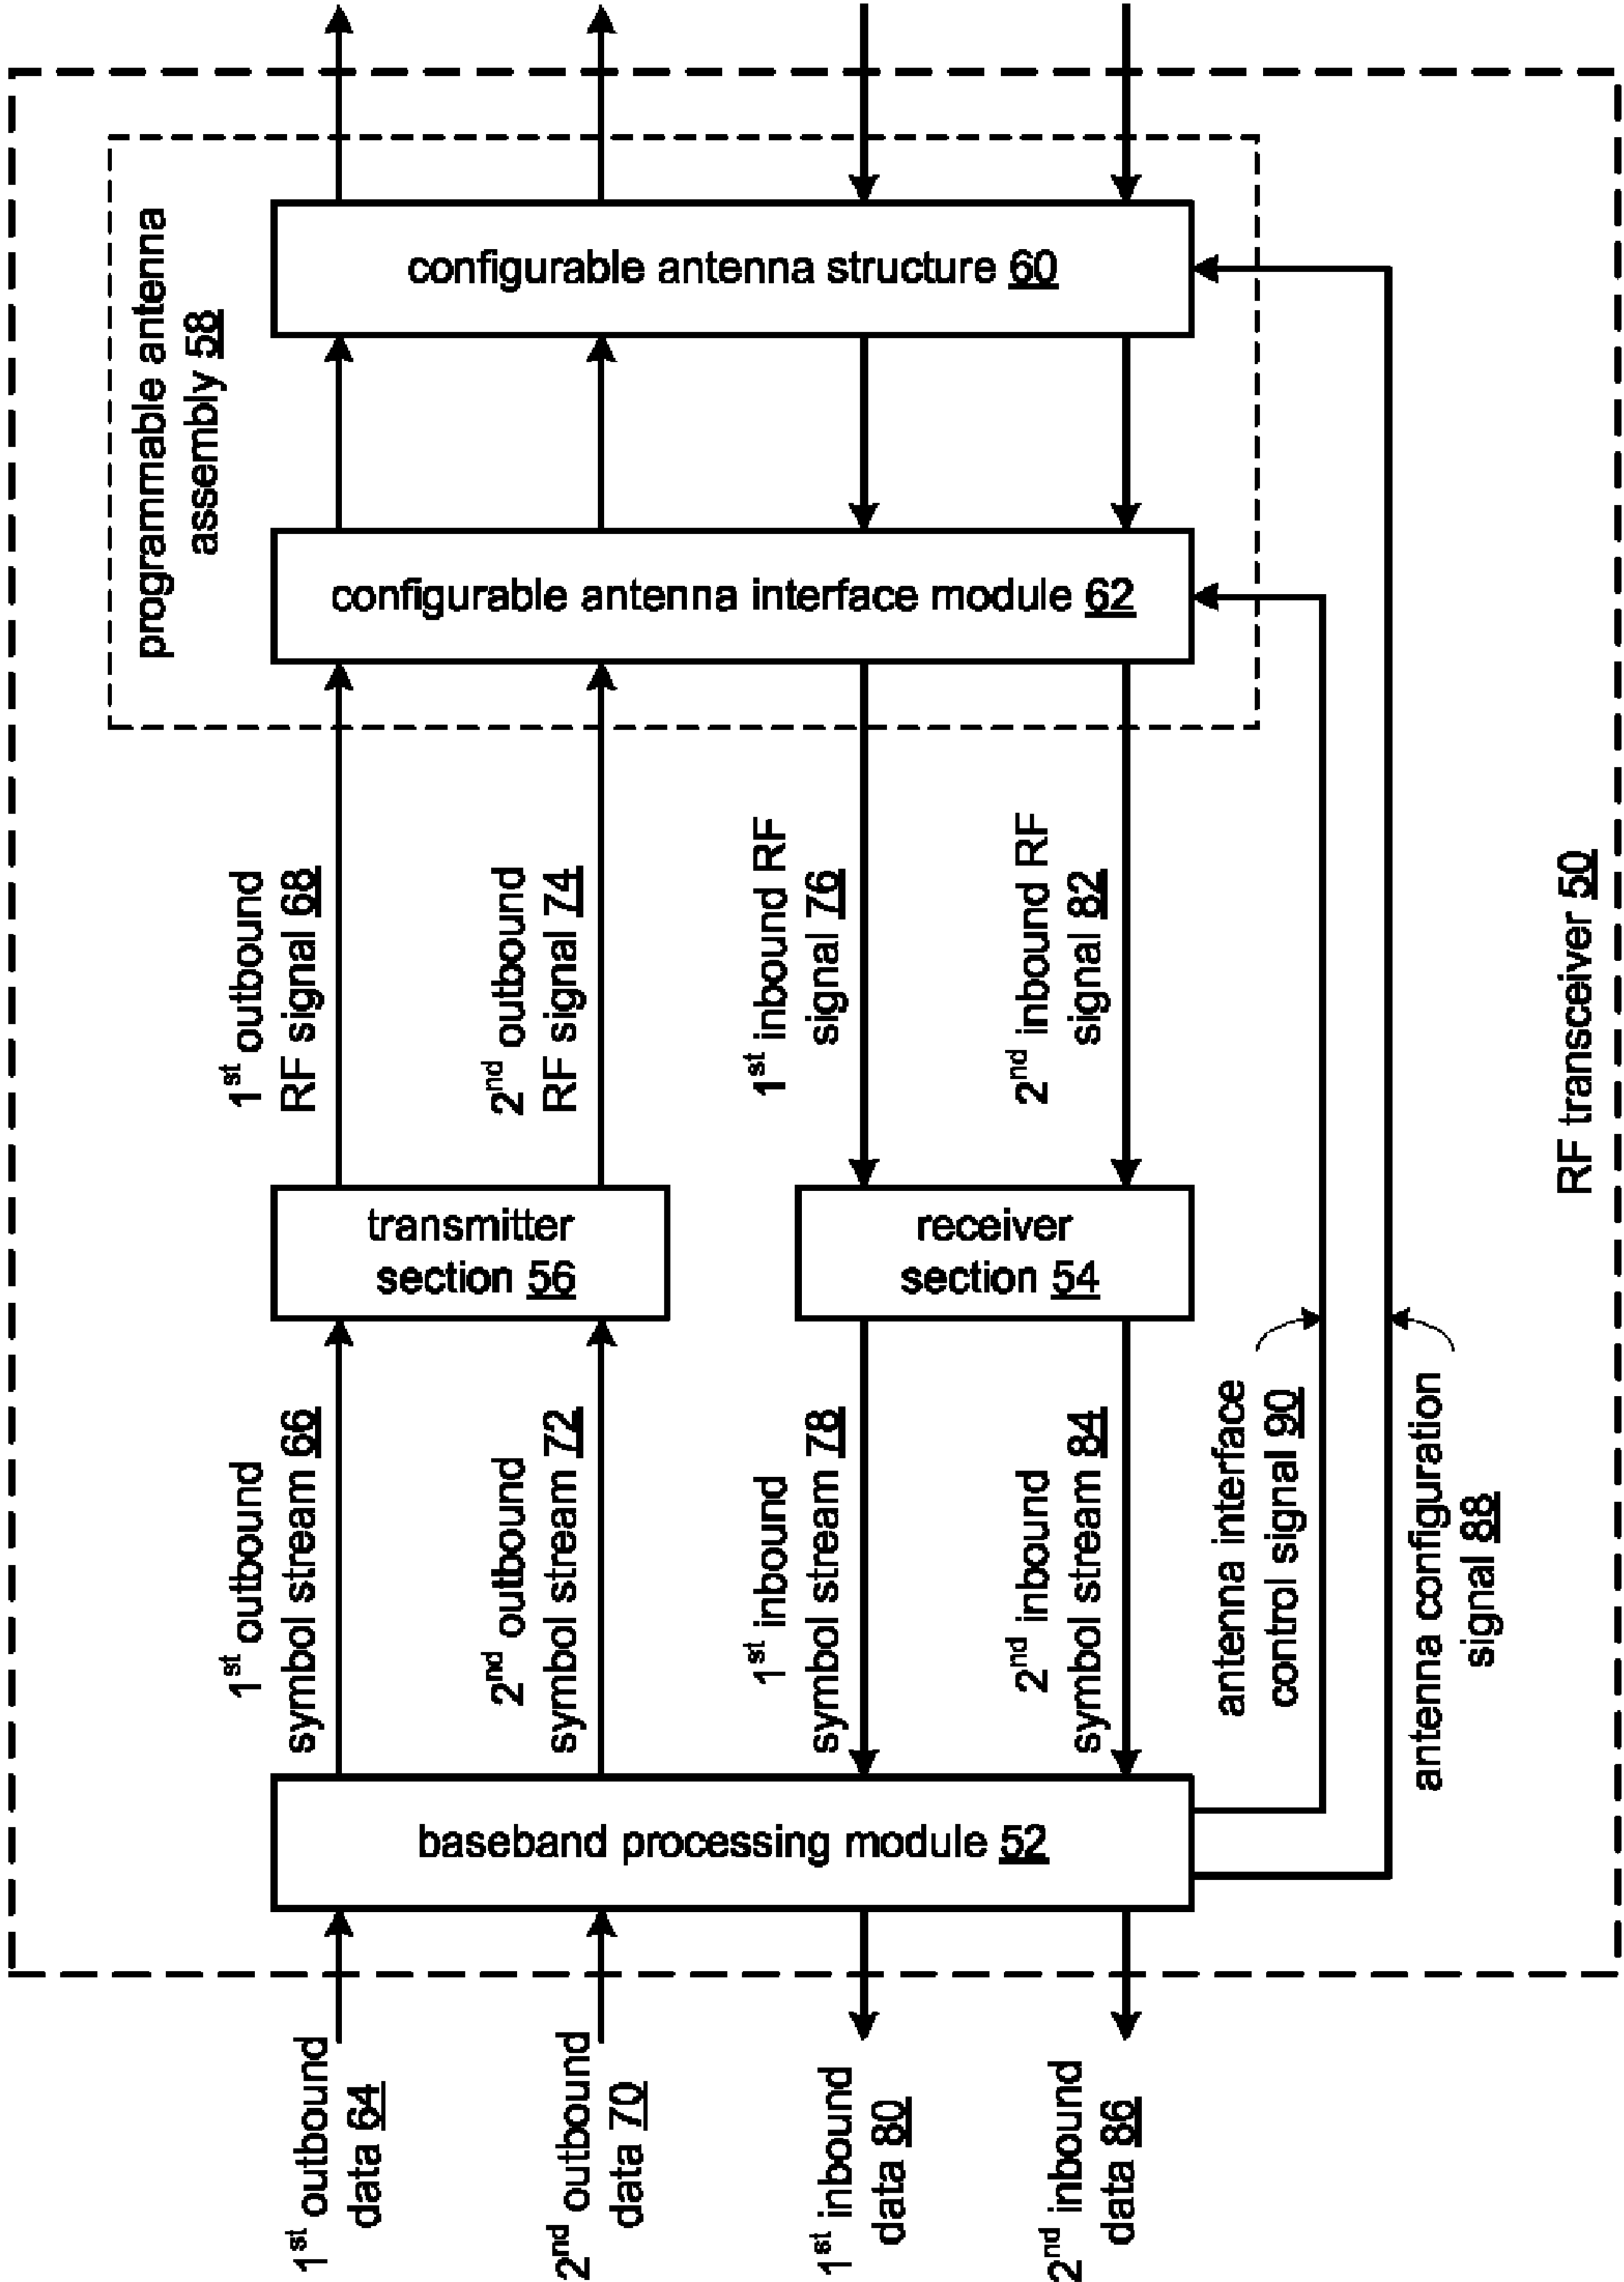 programmable antenna
assembly 58
configurable antenna structure 60
configurable antenna interface module 62
1st outbound
RF signal 68
2nd outbound
RF signal 74
1st inbound RF
signal 76
2nd inbound RF
signal 82
transmitter
section 56
receiver
section 54
1st outbound
symbol stream 66
2nd outbound
symbol stream 72
1st inbound
symbol stream 78
2nd inbound
symbol stream 84
antenna interface
control signal 90
antenna configuration
signal 88
RF transceiver 50
baseband processing module 52
1st outbound
data 64
2nd outbound
data 70
1st inbound
data 80
2nd inbound
data 86